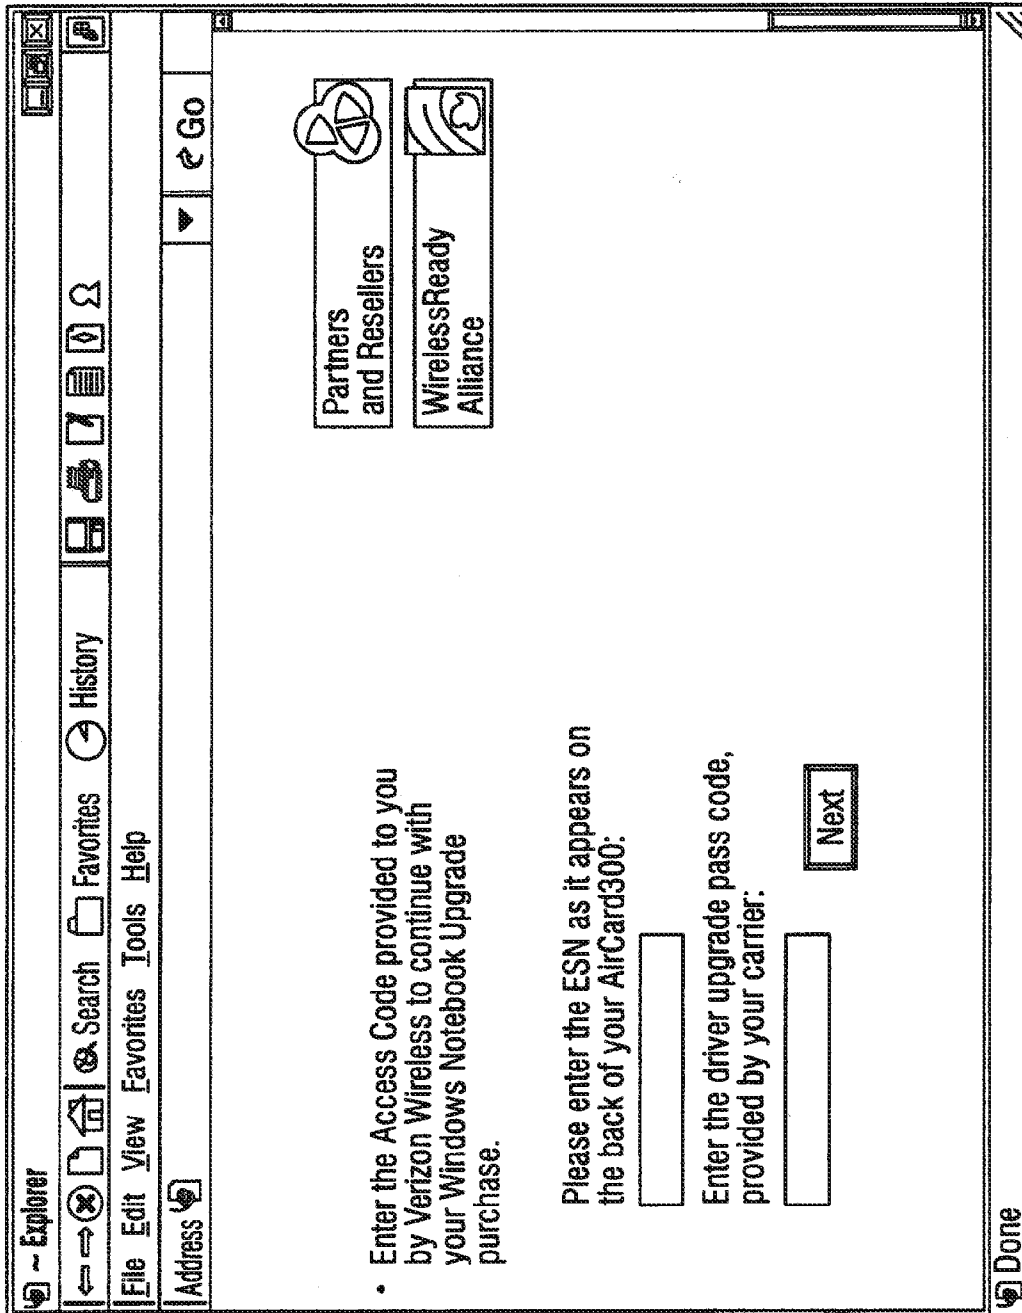 ~ Explorer
Search Favorites History
File Edit View Favorites Tools Help
Address Go
• Enter the Access Code provided to you
by Verizon Wireless to continue with
your Windows Notebook Upgrade
purchase.
Partners
and Resellers
WirelessReady
Alliance
Please enter the ESN as it appears on
the back of your AirCard300:
Enter the driver upgrade pass code,
provided by your carrier:
Next
Done